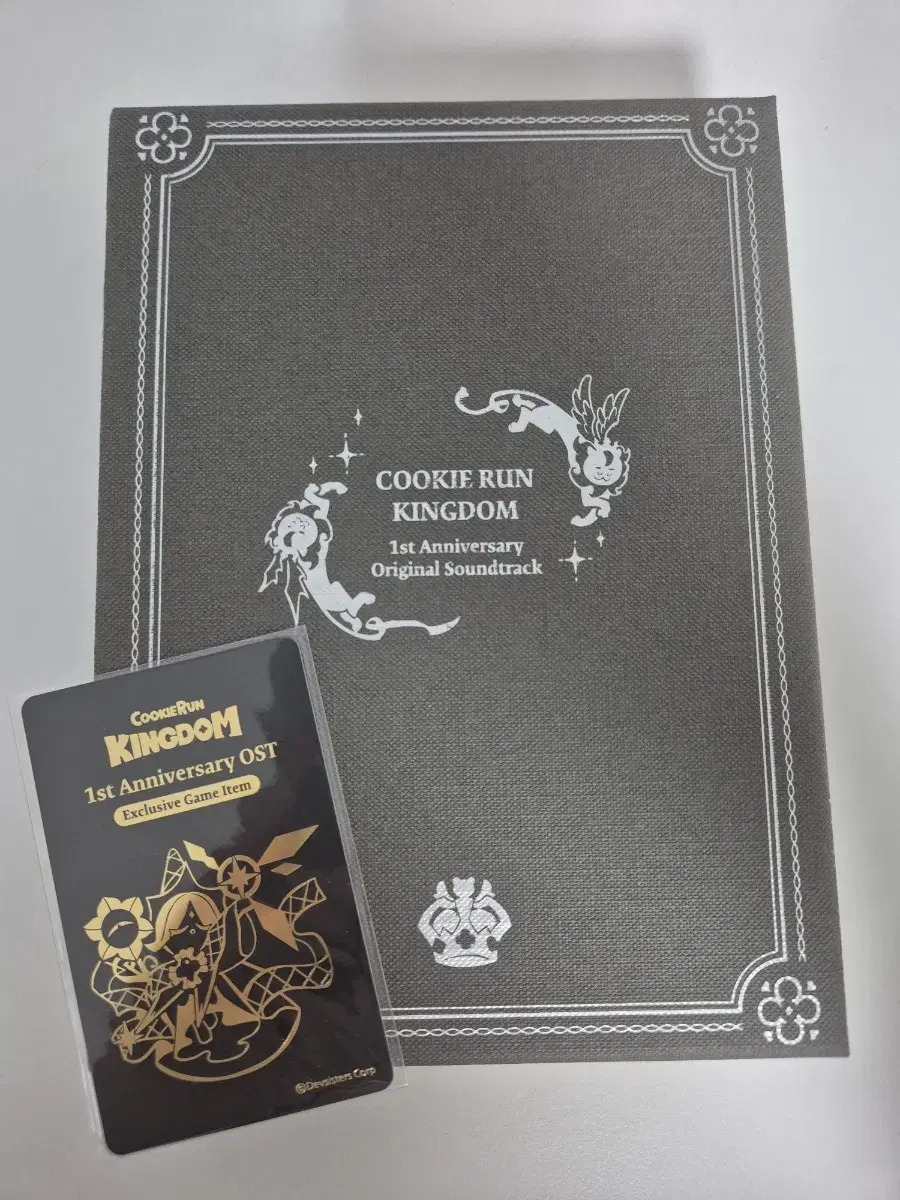 COOKIE RUN
KINGDOM
1st Anniversary
Original Soundtrack
COOKIERUN
KINGDOM
1st Anniversary OST
Exclusive Game Item
©Devsisters Corp